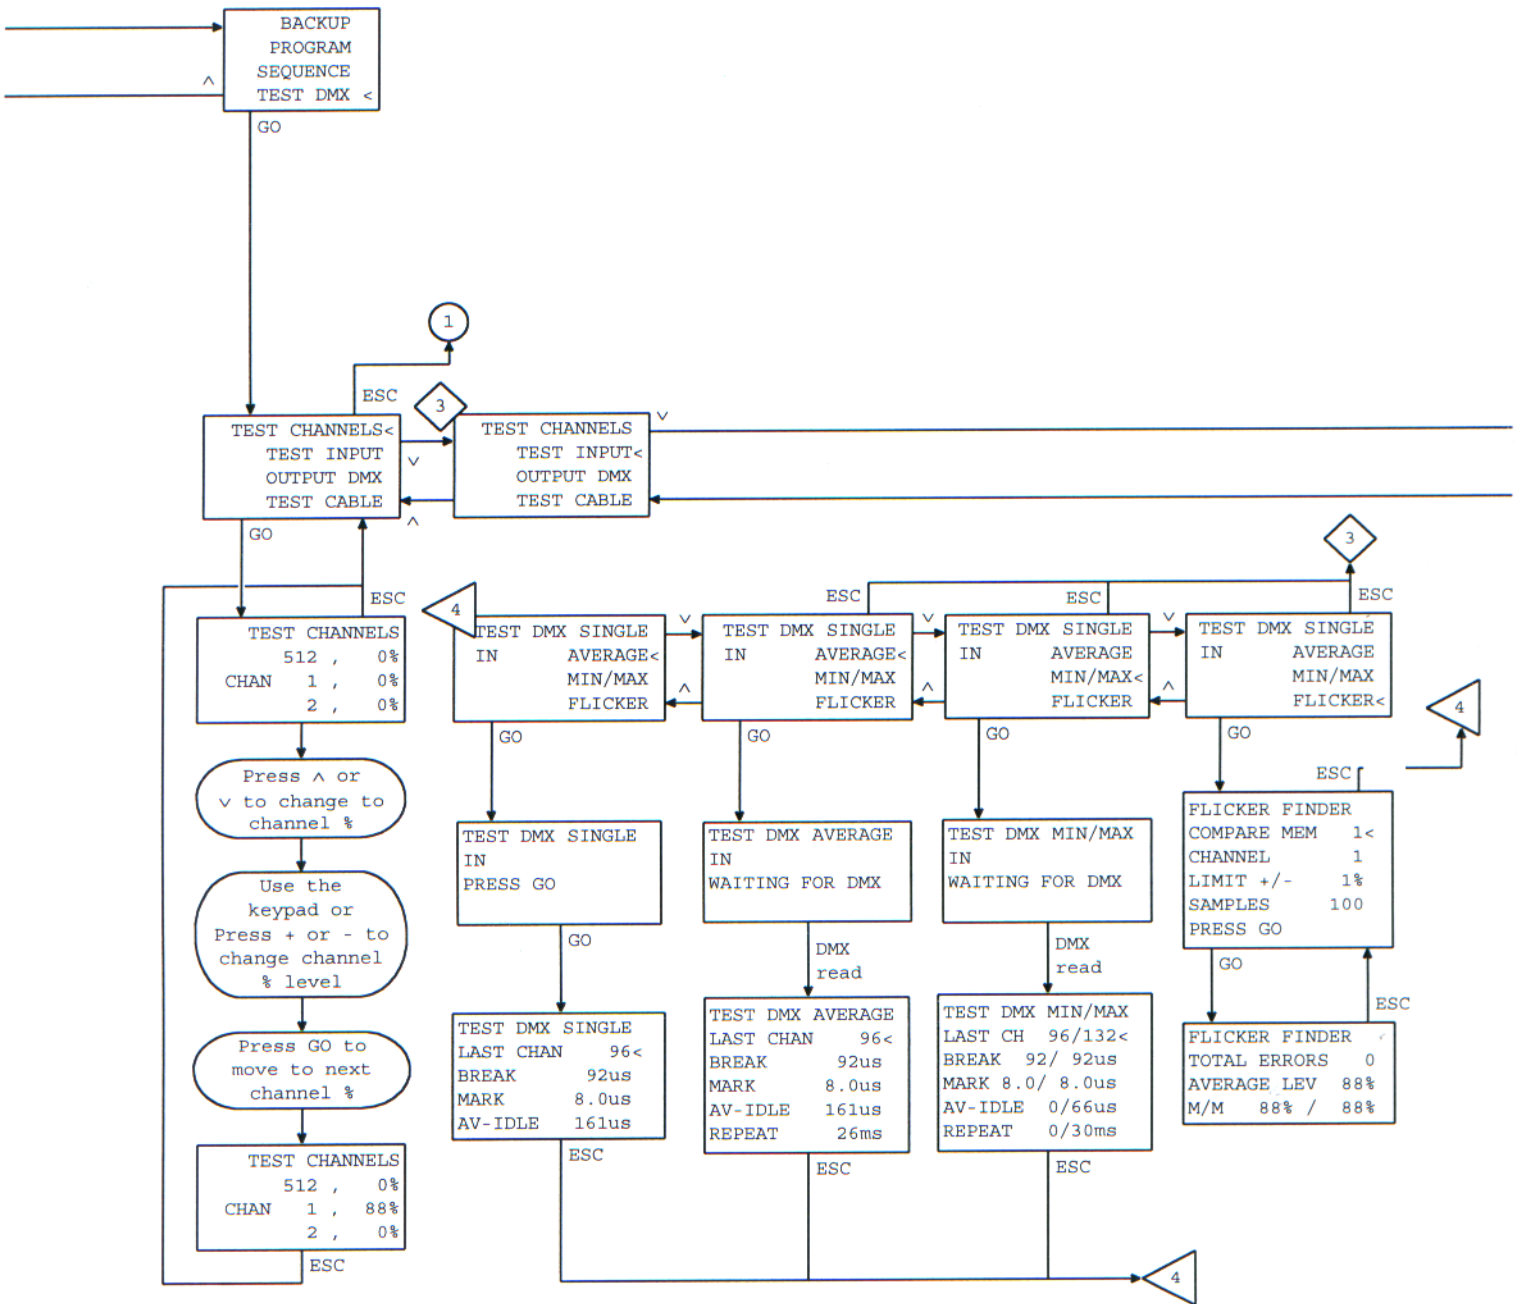 BACKUP
PROGRAM
SEQUENCE
^
TEST DMX <
GO
1
ESC
3
TEST CHANNELS<
TEST INPUT
OUTPUT DMX
TEST CABLE
v
^
TEST CHANNELS
TEST INPUT<
OUTPUT DMX
TEST CABLE
v
GO
ESC
TEST CHANNELS
512 , 0%
CHAN 1 , 0%
2 , 0%
Press ^ or
v to change to
channel %
Use the
keypad or
Press + or - to
change channel
% level
Press GO to
move to next
channel %
TEST CHANNELS
512 , 0%
CHAN 1 , 88%
2 , 0%
ESC
4
TEST DMX SINGLE
IN AVERAGE<
MIN/MAX
FLICKER
v
^
GO
TEST DMX SINGLE
IN
PRESS GO
GO
TEST DMX SINGLE
LAST CHAN 96<
BREAK 92us
MARK 8.0us
AV-IDLE 161us
ESC
ESC
TEST DMX SINGLE
IN AVERAGE<
MIN/MAX
FLICKER
v
^
GO
TEST DMX AVERAGE
IN
WAITING FOR DMX
DMX
read
TEST DMX AVERAGE
LAST CHAN 96<
BREAK 92us
MARK 8.0us
AV-IDLE 161us
REPEAT 26ms
ESC
ESC
TEST DMX SINGLE
IN AVERAGE
MIN/MAX<
FLICKER
v
^
GO
TEST DMX MIN/MAX
IN
WAITING FOR DMX
DMX
read
TEST DMX MIN/MAX
LAST CH 96/132<
BREAK 92/ 92us
MARK 8.0/ 8.0us
AV-IDLE 0/66us
REPEAT 0/30ms
ESC
4
3
ESC
TEST DMX SINGLE
IN AVERAGE
MIN/MAX
FLICKER<
GO
4
ESC
FLICKER FINDER
COMPARE MEM 1<
CHANNEL 1
LIMIT +/- 1%
SAMPLES 100
PRESS GO
GO
ESC
FLICKER FINDER
TOTAL ERRORS 0
AVERAGE LEV 88%
M/M 88% / 88%